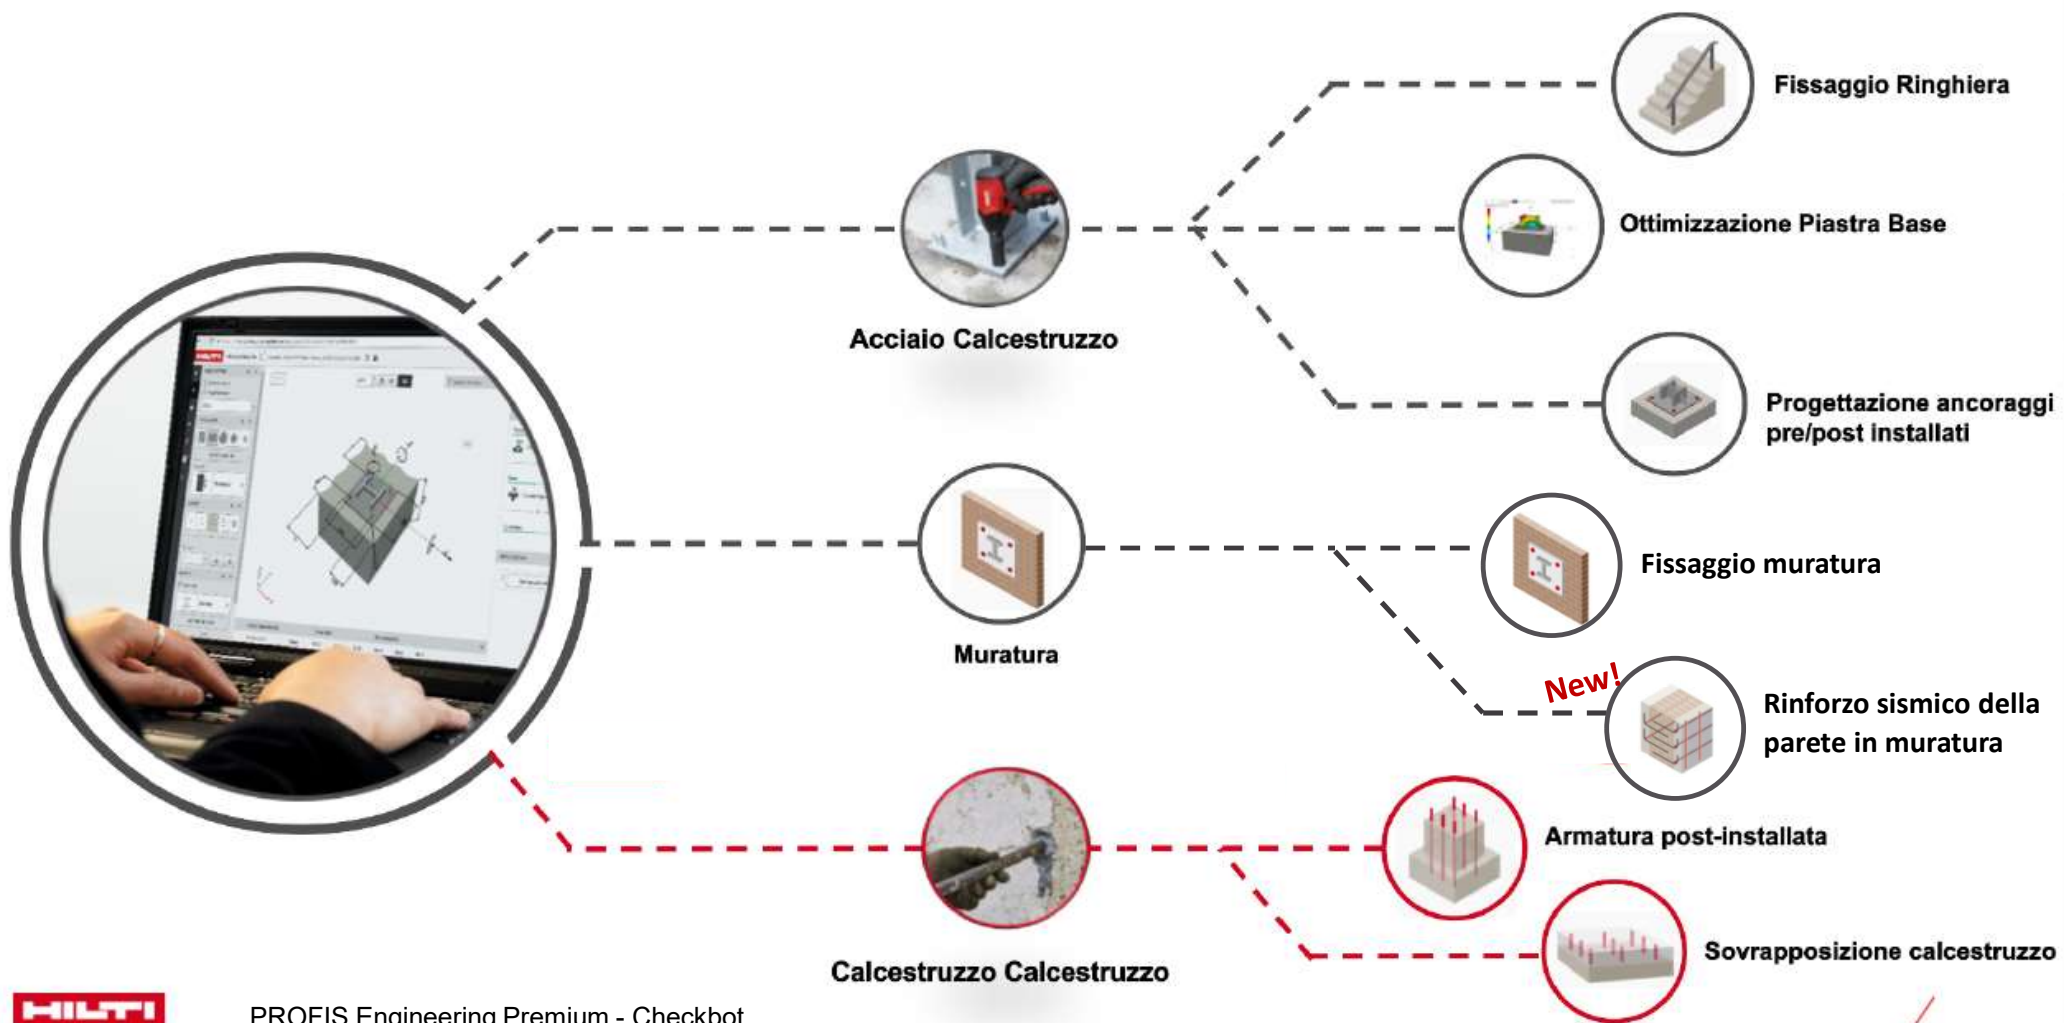 Fissaggio Ringhiera
Ottimizzazione Piastra Base
Acciaio Calcestruzzo
Progettazione ancoraggi
pre/post installati
Fissaggio muratura
Muratura
New!
Rinforzo sismico della
parete in muratura
Armatura post-installata
Sovrapposizione calcestruzzo
Calcestruzzo Calcestruzzo
HILTI
HILTI
PROFIS Engineering Premium - Checkbot